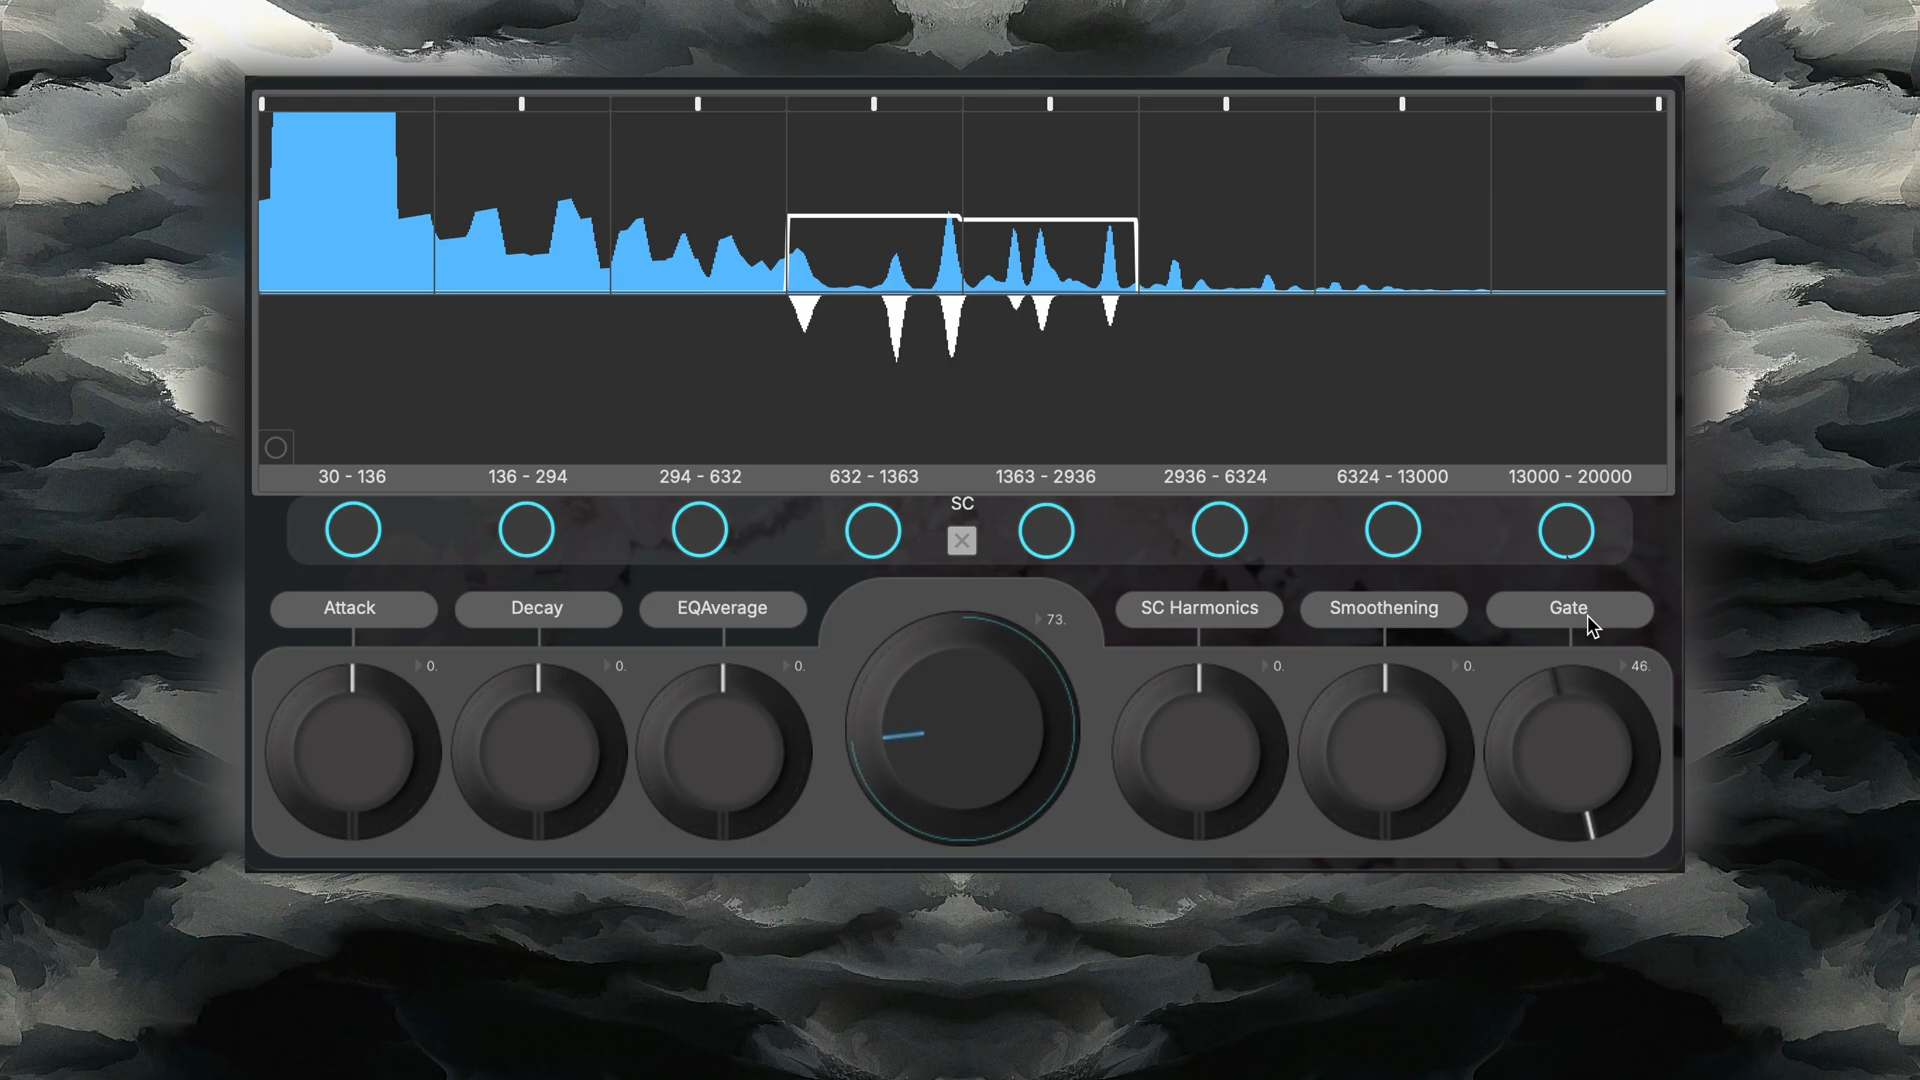 30 - 136 136 - 294 294 - 632 632 - 1363 1363 - 2936 2936 - 6324 6324 - 13000 13000 - 20000
SC
Attack Decay EQAverage SC Harmonics Smoothening Gate
73.
0. 0. 0. 0. 0. 46.